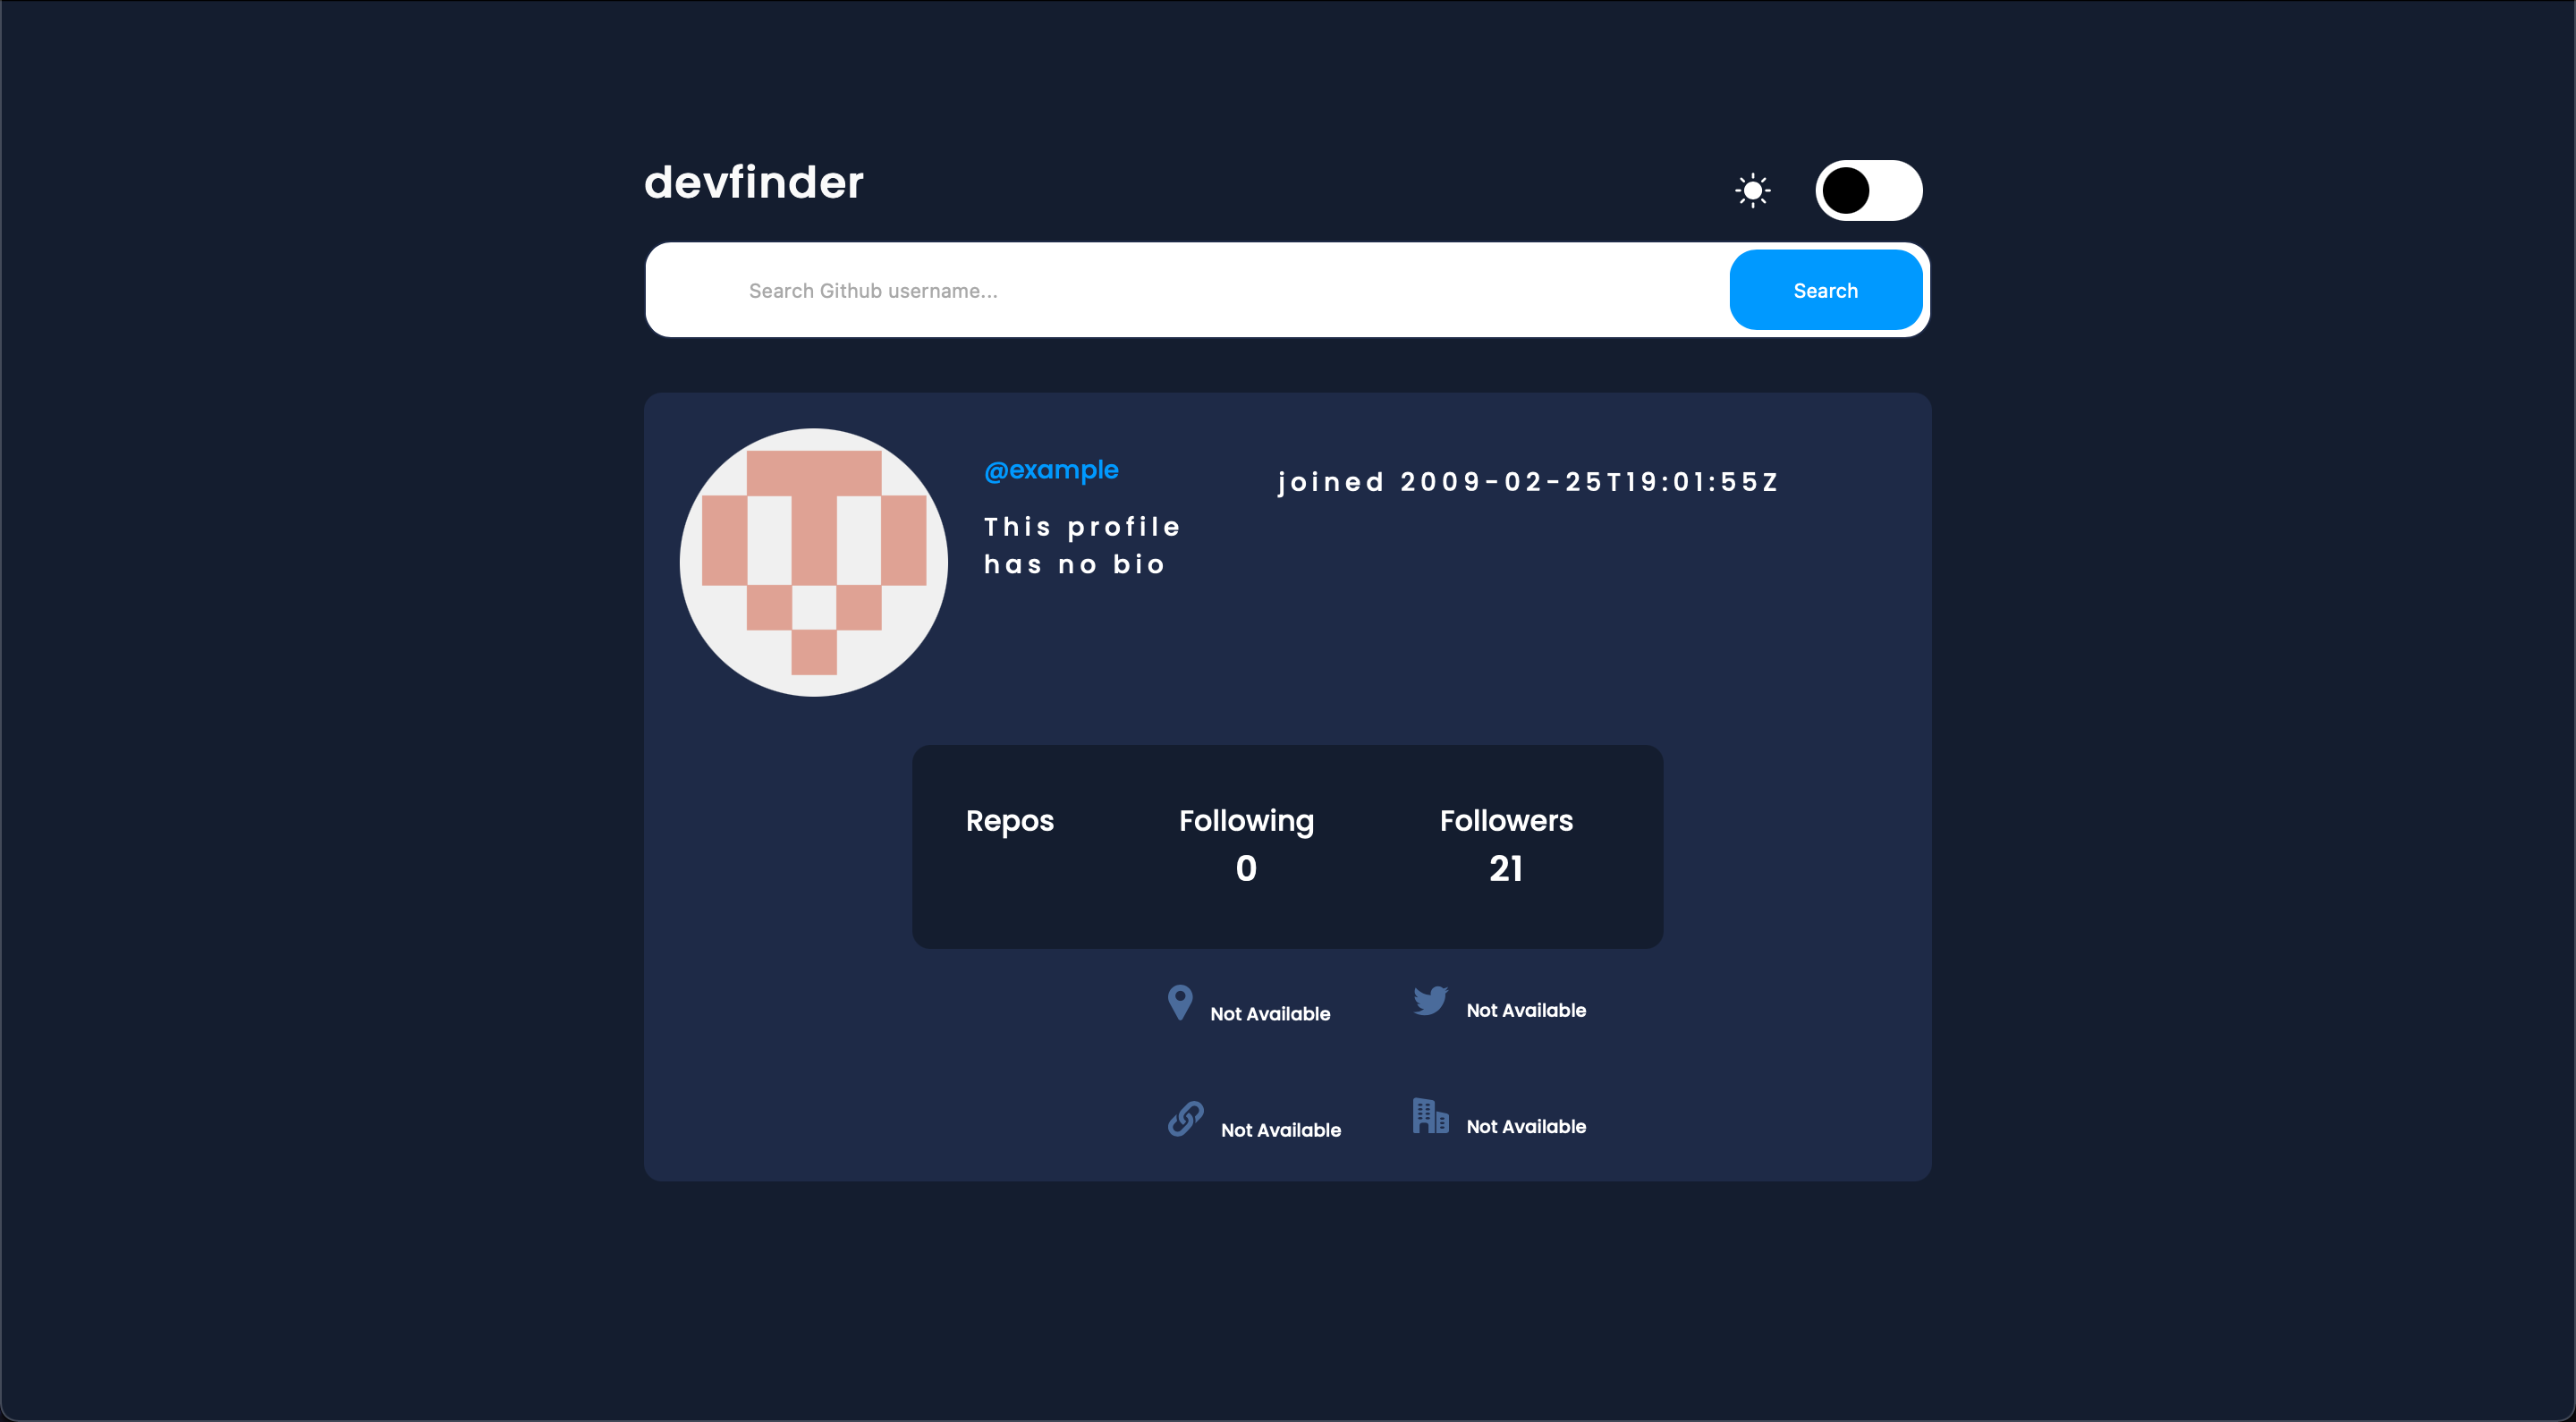 devfinder
Search Github username...
Search
@example
joined 2009-02-25T19:01:55Z
This profile
has no bio
Repos
Following
Followers
0
21
Not Available
Not Available
Not Available
Not Available